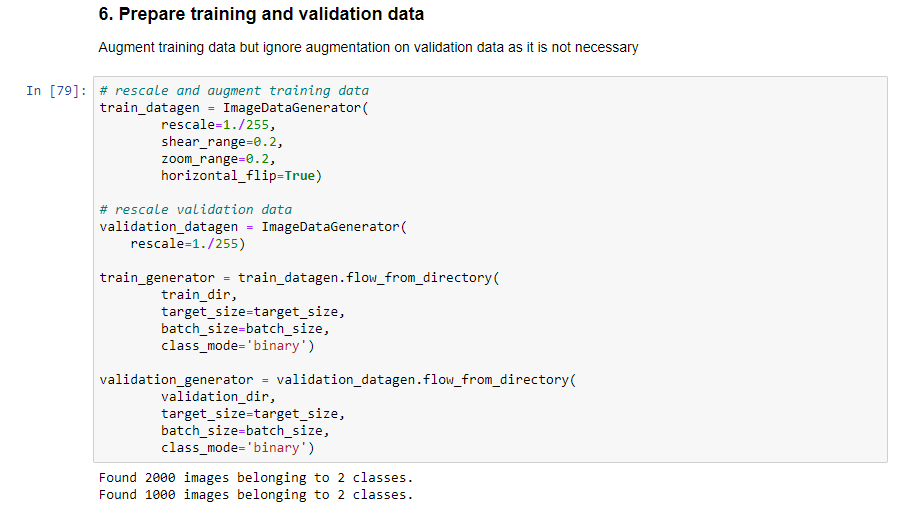 6. Prepare training and validation data
Augment training data but ignore augmentation on validation data as it is not necessary
In [79]:
# rescale and augment training data
train_datagen = ImageDataGenerator(
        rescale=1./255,
        shear_range=0.2,
        zoom_range=0.2,
        horizontal_flip=True)
# rescale validation data
validation_datagen = ImageDataGenerator(
    rescale=1./255)
train_generator = train_datagen.flow_from_directory(
        train_dir,
        target_size=target_size,
        batch_size=batch_size,
        class_mode='binary')
validation_generator = validation_datagen.flow_from_directory(
        validation_dir,
        target_size=target_size,
        batch_size=batch_size,
        class_mode='binary')
Found 2000 images belonging to 2 classes.
Found 1000 images belonging to 2 classes.